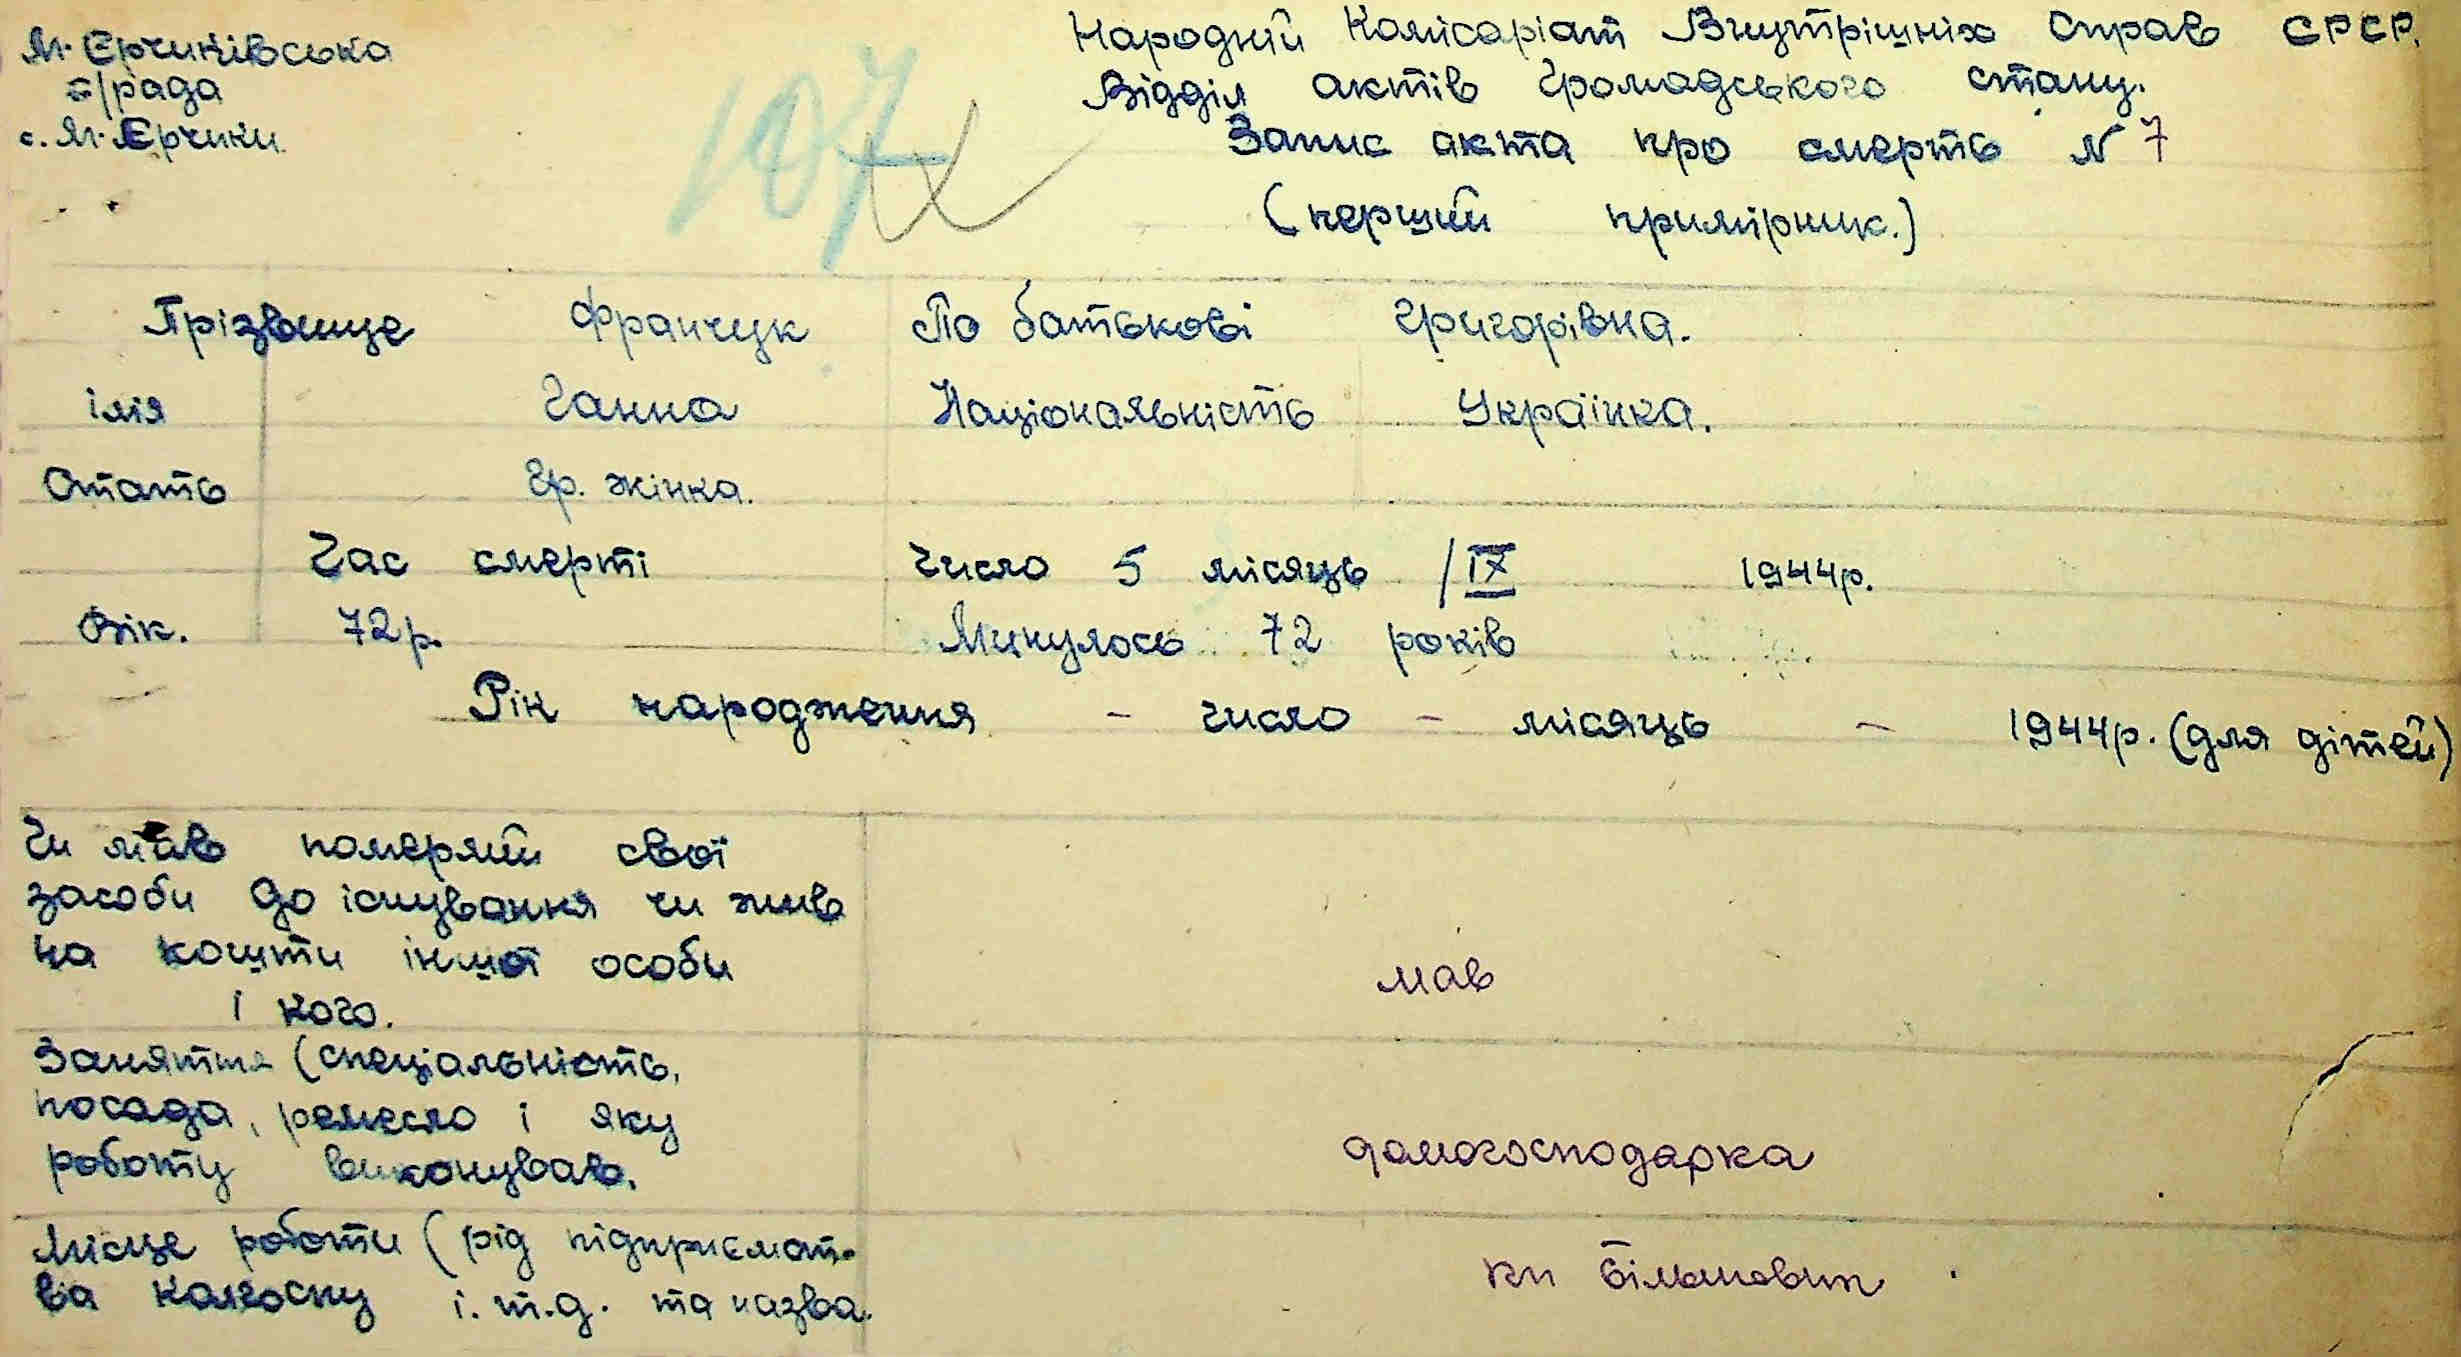 М. Єрчиківська
с/рада
с. М. Єрчики.
107
Народній Комісаріат Внутрішніх Справ СРСР.
Відділ актів Громадського стану.
Запис акта про смерть N 7
(перший примірник.)
Прізвище Франчук По батькові Григорівна.
імія Ганна Національність Українка.
Стать Гр. жінка.
Час смерті Число 5 місяць /IX 1944р.
Вік. 72р. Минулось 72 років
Рік народження - число - місяць - 1944р. (для дітей)
Чи мав померлий свої
засоби до існування чи жив
на кошти іншої особи
і кого.
мав
Заняття (спеціальність,
посада, ремесло і яку
роботу виконував.
домогосподарка
Місце роботи (рід підприємст-
ва колгоспу і. т. д. та назва.
кп більшовик